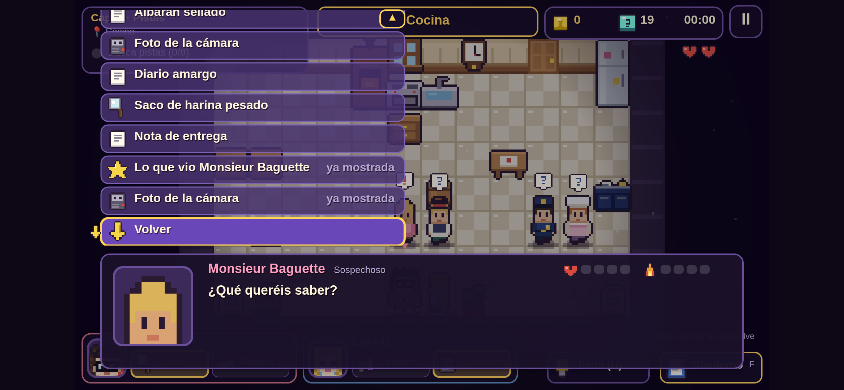 Albarán sellado
▲
Cocina
0
19
00:00
Foto de la cámara
Diario amargo
Saco de harina pesado
Nota de entrega
Lo que vio Monsieur Baguette ya mostrada
Foto de la cámara ya mostrada
Volver
Monsieur Baguette Sospechoso
¿Qué queréis saber?
F